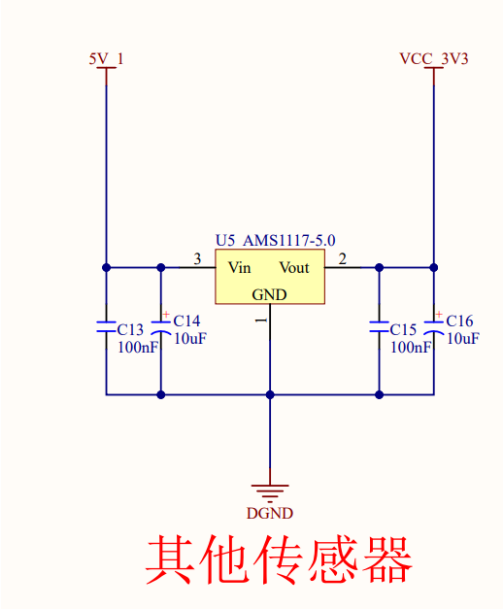 5V_1
VCC_3V3
U5 AMS1117-5.0
3
Vin
Vout
2
GND
1
C13
100nF
C14
10uF
C15
100nF
C16
10uF
DGND
其他传感器